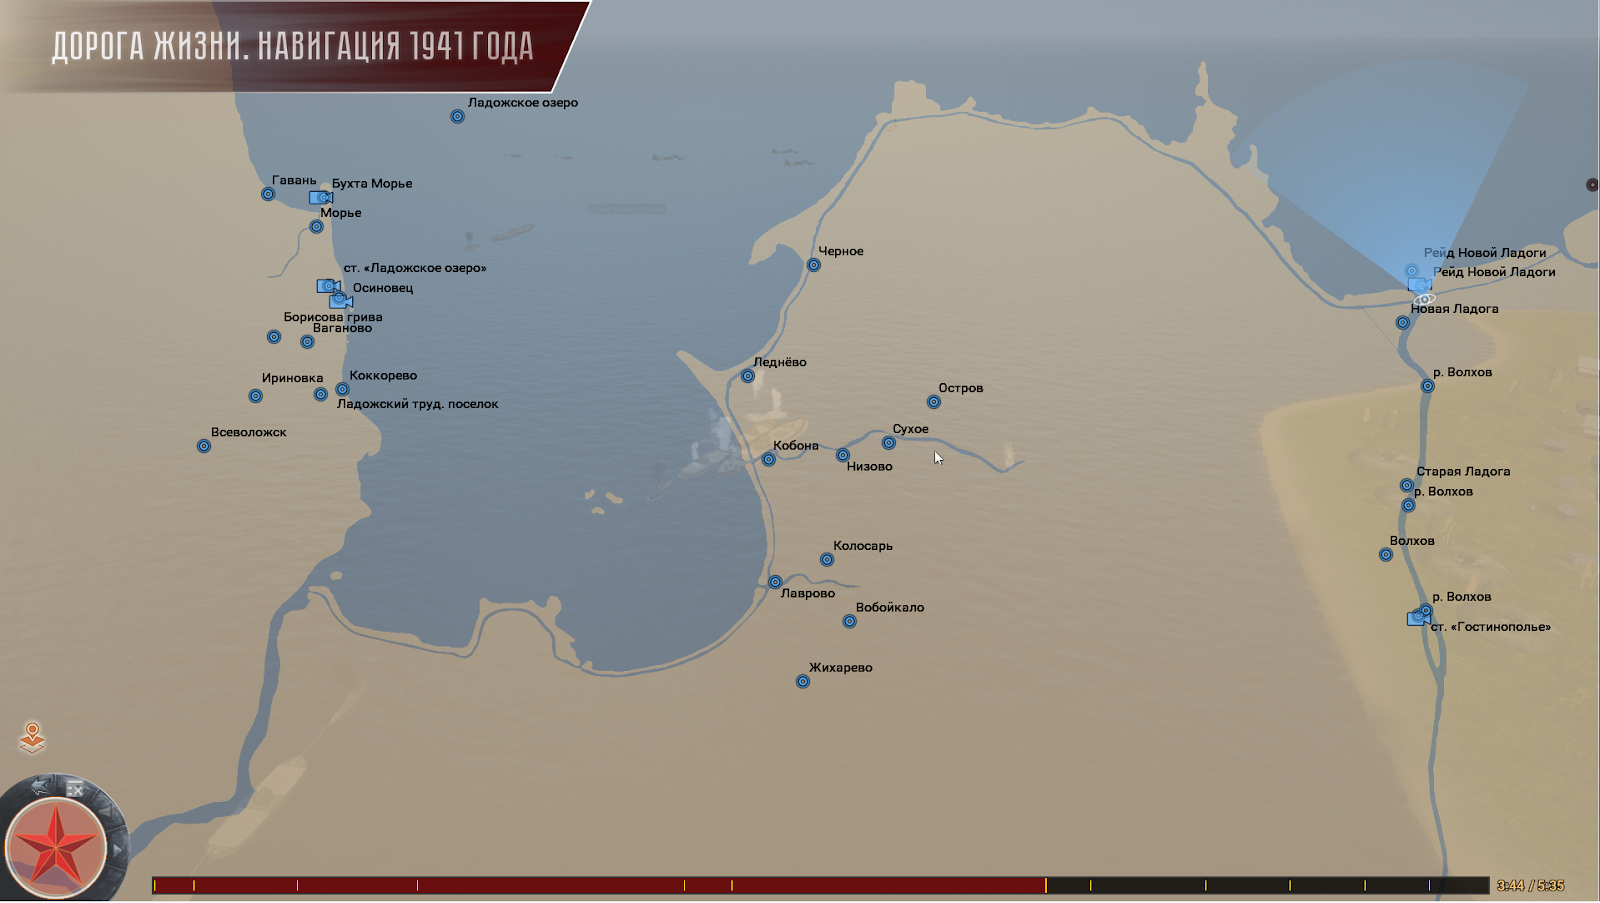 ДОРОГА ЖИЗНИ. НАВИГАЦИЯ 1941 ГОДА
Ладожское озеро
Гавань
Бухта Морье
Морье
ст. «Ладожское озеро»
Осиновец
Борисова грива
Ваганово
Ириновка
Коккорево
Ладожский труд. поселок
Всеволожск
Черное
Леднёво
Остров
Сухое
Кобона
Низово
Колосарь
Лаврово
Вобойкало
Жихарево
Рейд Новой Ладоги
Рейд Новой Ладоги
Новая Ладога
р. Волхов
Старая Ладога
р. Волхов
Волхов
р. Волхов
ст. «Гостинополье»
3:44 / 5:35